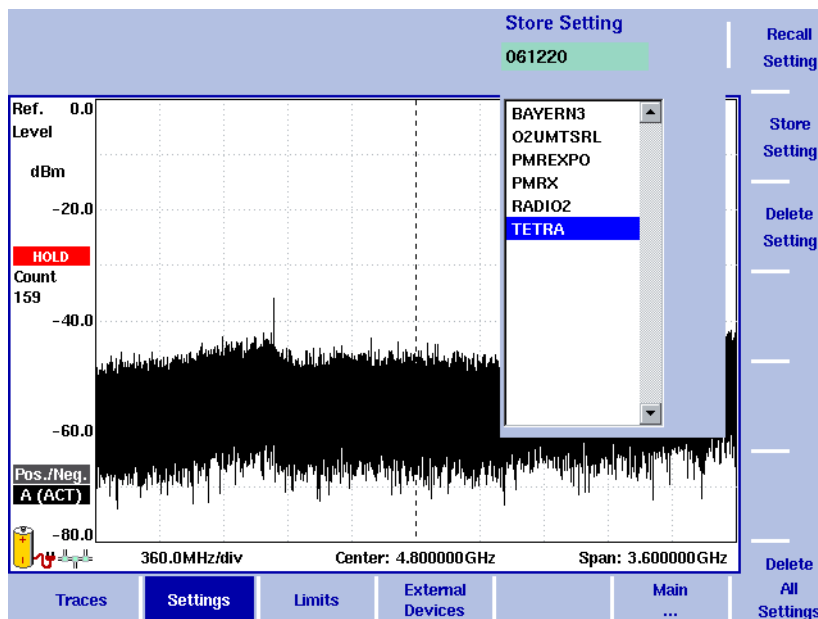 Store Setting
061220
Recall
Setting
Ref. 0.0
Level
dBm
-20.0
HOLD
Count
159
-40.0
-60.0
Pos./Neg.
A (ACT)
-80.0
BAYERN3
O2UMTSRL
PMREXPO
PMRX
RADIO2
TETRA
Store
Setting
Delete
Setting
360.0MHz/div Center: 4.800000GHz Span: 3.600000GHz
Delete
All
Settings
Traces
Settings
Limits
External
Devices
Main
...